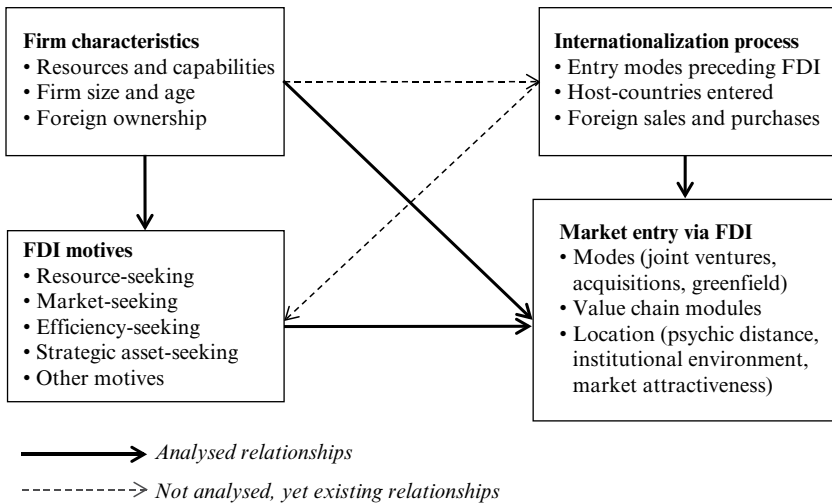 Firm characteristics
• Resources and capabilities
• Firm size and age
• Foreign ownership
Internationalization process
• Entry modes preceding FDI
• Host-countries entered
• Foreign sales and purchases
FDI motives
• Resource-seeking
• Market-seeking
• Efficiency-seeking
• Strategic asset-seeking
• Other motives
Market entry via FDI
• Modes (joint ventures,
acquisitions, greenfield)
• Value chain modules
• Location (psychic distance,
institutional environment,
market attractiveness)
Analysed relationships
Not analysed, yet existing relationships